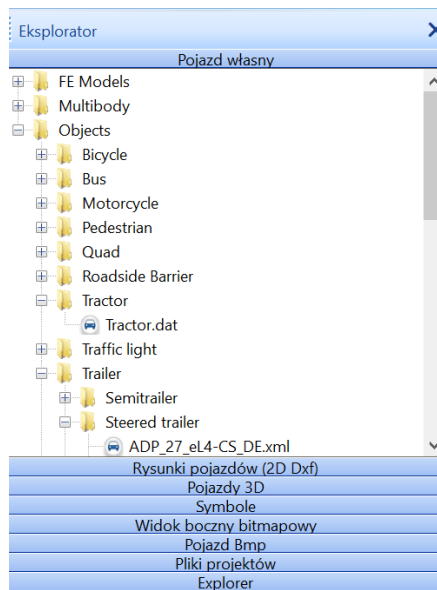 Eksplorator
Pojazd własny
FE Models
Multibody
Objects
Bicycle
Bus
Motorcycle
Pedestrian
Quad
Roadside Barrier
Tractor
Tractor.dat
Traffic light
Trailer
Semitrailer
Steered trailer
ADP_27_eL4-CS_DE.xml
Rysunki pojazdów (2D Dxf)
Pojazdy 3D
Symbole
Widok boczny bitmapowy
Pojazd Bmp
Pliki projektów
Explorer